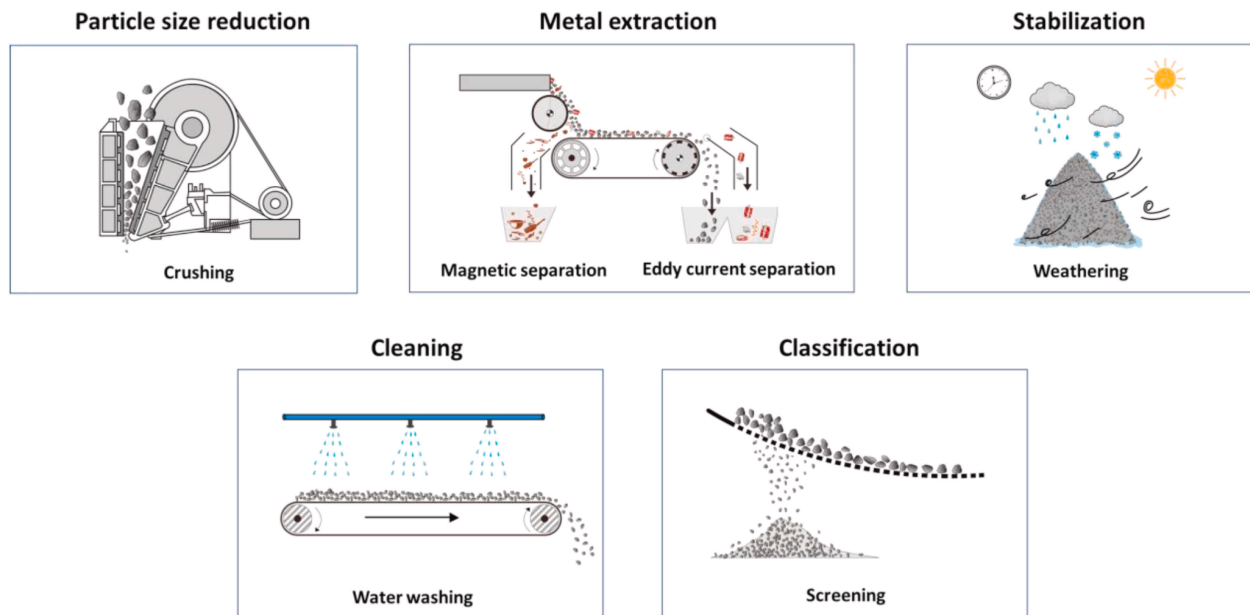 Particle size reduction
Metal extraction
Stabilization
Crushing
Magnetic separation
Eddy current separation
Weathering
Cleaning
Classification
Water washing
Screening